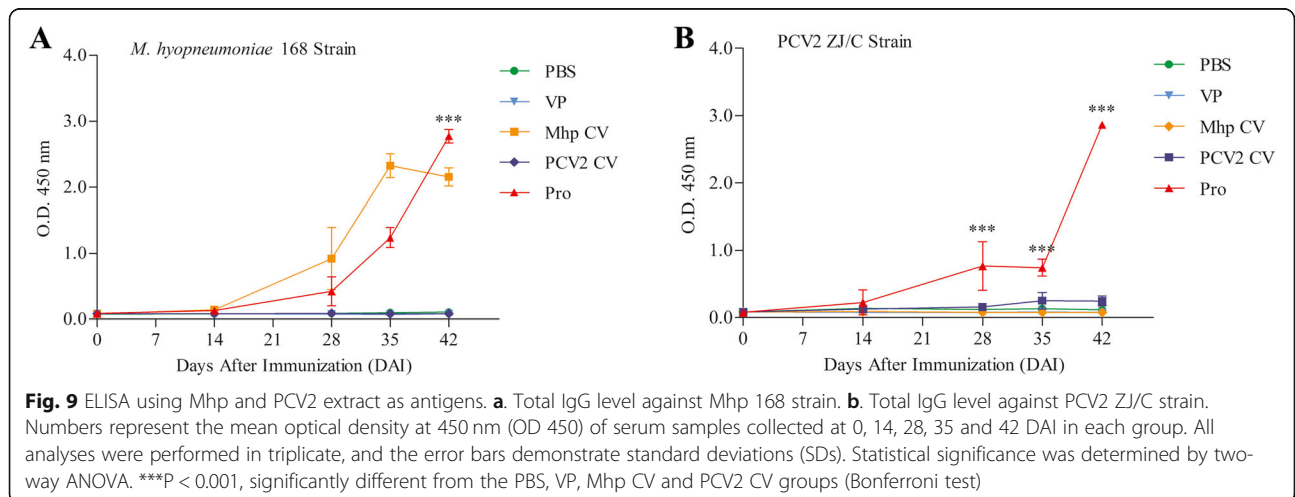 A
M. hyopneumoniae 168 Strain
4.0
3.0
2.0
1.0
0.0
O.D. 450 nm
0 7 14 21 28 35 42
Days After Immunization (DAI)
***
PBS
VP
Mhp CV
PCV2 CV
Pro
B
PCV2 ZJ/C Strain
4.0
3.0
2.0
1.0
0.0
O.D. 450 nm
0 7 14 21 28 35 42
Days After Immunization (DAI)
***
***
***
PBS
VP
Mhp CV
PCV2 CV
Pro
Fig. 9 ELISA using Mhp and PCV2 extract as antigens. a. Total IgG level against Mhp 168 strain. b. Total IgG level against PCV2 ZJ/C strain.
Numbers represent the mean optical density at 450 nm (OD 450) of serum samples collected at 0, 14, 28, 35 and 42 DAI in each group. All
analyses were performed in triplicate, and the error bars demonstrate standard deviations (SDs). Statistical significance was determined by two-
way ANOVA. ***P < 0.001, significantly different from the PBS, VP, Mhp CV and PCV2 CV groups (Bonferroni test)